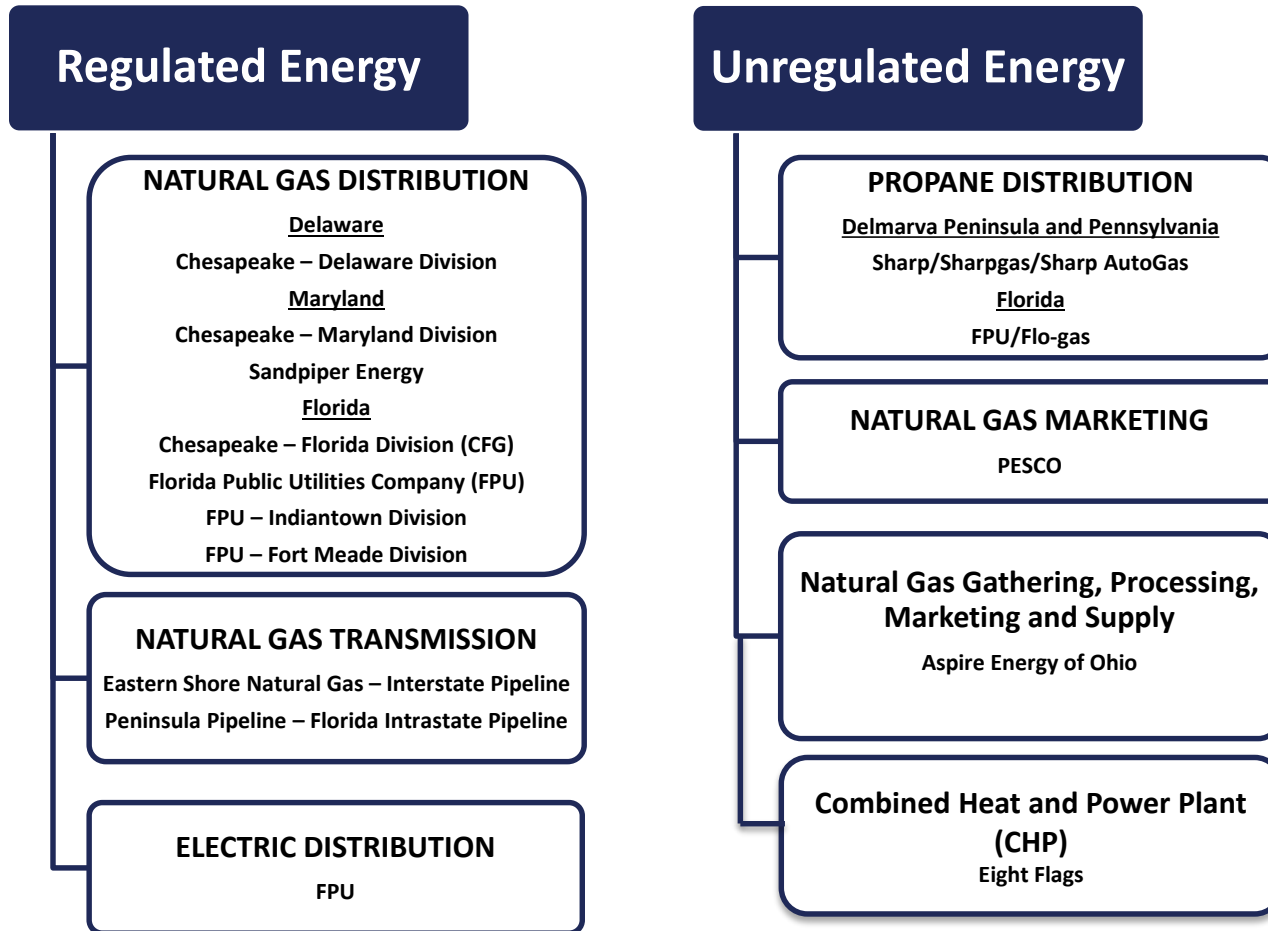 Regulated Energy
NATURAL GAS DISTRIBUTION
Delaware
Chesapeake – Delaware Division
Maryland
Chesapeake – Maryland Division
Sandpiper Energy
Florida
Chesapeake – Florida Division (CFG)
Florida Public Utilities Company (FPU)
FPU – Indiantown Division
FPU – Fort Meade Division
NATURAL GAS TRANSMISSION
Eastern Shore Natural Gas – Interstate Pipeline
Peninsula Pipeline – Florida Intrastate Pipeline
ELECTRIC DISTRIBUTION
FPU
Unregulated Energy
PROPANE DISTRIBUTION
Delmarva Peninsula and Pennsylvania
Sharp/Sharpgas/Sharp AutoGas
Florida
FPU/Flo-gas
NATURAL GAS MARKETING
PESCO
Natural Gas Gathering, Processing,
Marketing and Supply
Aspire Energy of Ohio
Combined Heat and Power Plant
(CHP)
Eight Flags